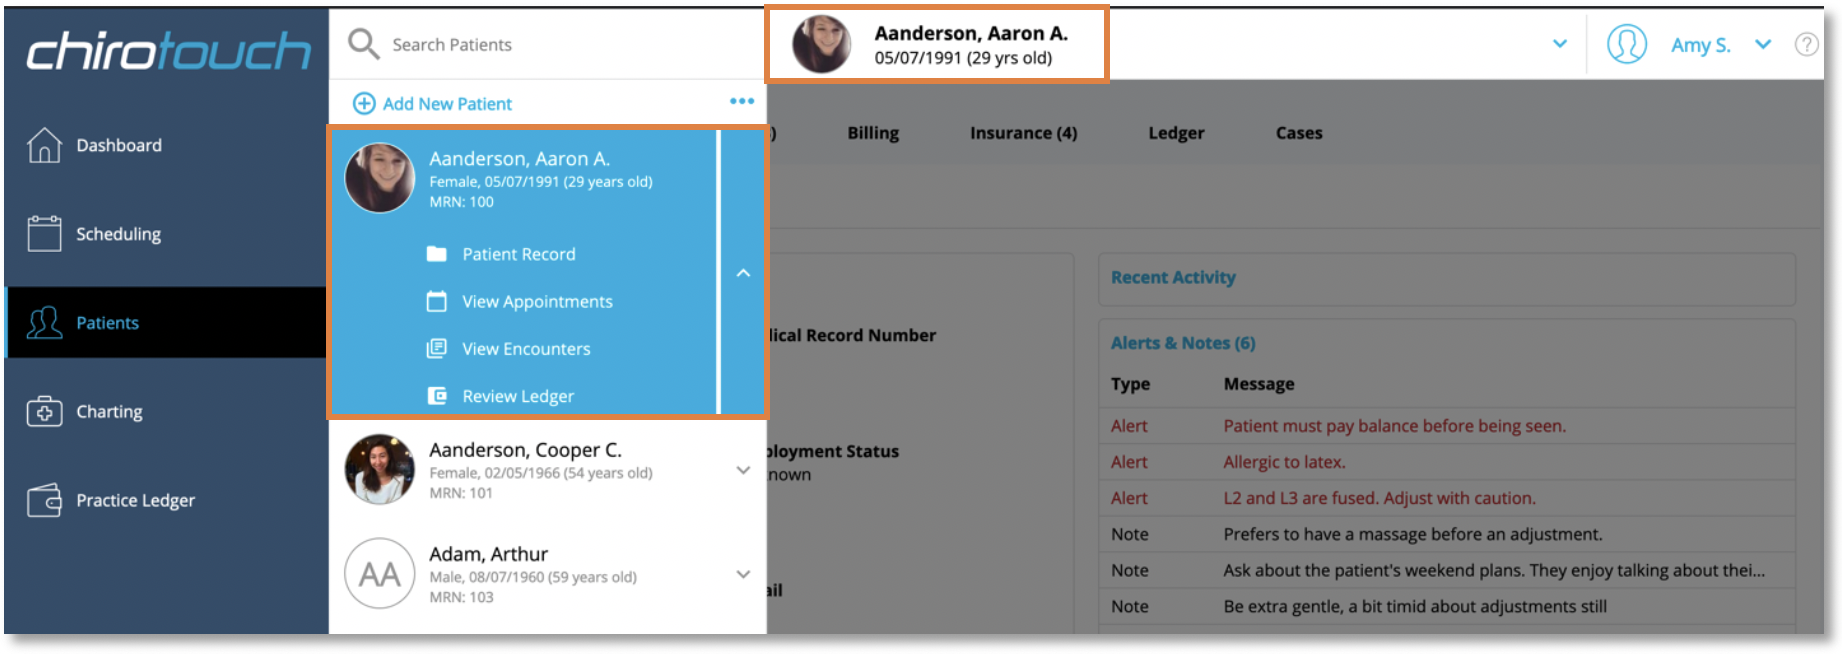 chirotouch
Dashboard
Scheduling
Patients
Charting
Practice Ledger
Search Patients
Add New Patient
Aanderson, Aaron A.
Female, 05/07/1991 (29 years old)
MRN: 100
Patient Record
View Appointments
View Encounters
Review Ledger
Aanderson, Cooper C.
Female, 02/05/1966 (54 years old)
MRN: 101
AA
Adam, Arthur
Male, 08/07/1960 (59 years old)
MRN: 103
Aanderson, Aaron A.
05/07/1991 (29 yrs old)
Amy S.
?
) Billing Insurance (4) Ledger Cases
dical Record Number
ployment Status
nown
ail
Recent Activity
Alerts & Notes (6)
Type Message
Alert Patient must pay balance before being seen.
Alert Allergic to latex.
Alert L2 and L3 are fused. Adjust with caution.
Note Prefers to have a massage before an adjustment.
Note Ask about the patient's weekend plans. They enjoy talking about thei...
Note Be extra gentle, a bit timid about adjustments still